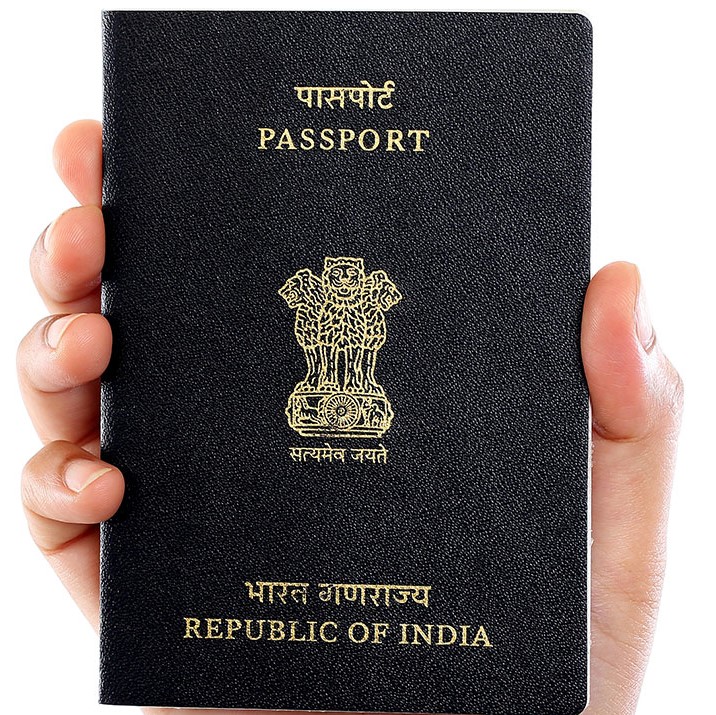 पासपोर्ट
PASSPORT
सत्यमेव जयते
भारत गणराज्य
REPUBLIC OF INDIA